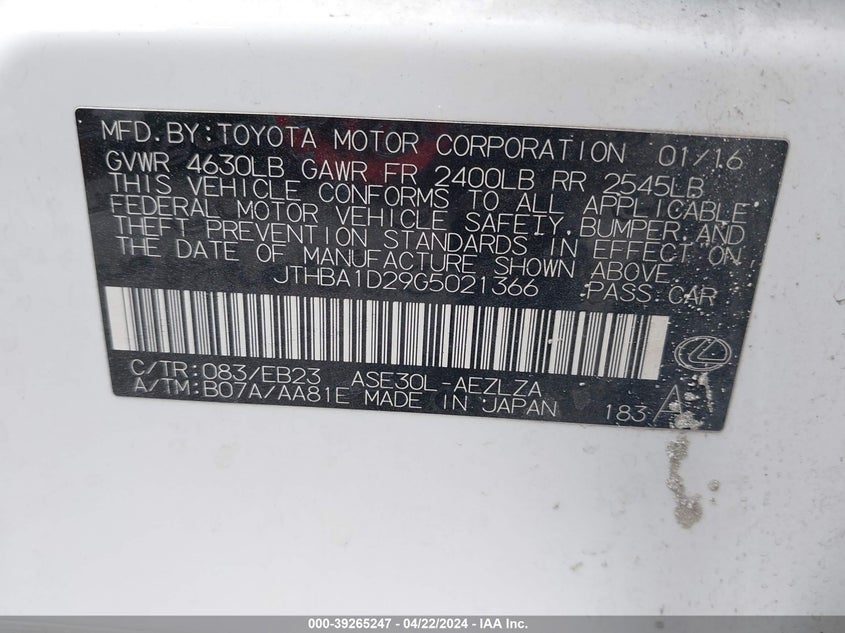 MFD.BY:TOYOTA MOTOR CORPORATION 01/16
GVWR 4630LB GAWR FR 2400LB RR 2545LB
THIS VEHICLE CONFORMS TO ALL APPLICABLE
FEDERAL MOTOR VEHICLE SAFETY,BUMPER,AND
THEFT PREVENTION STANDARDS IN EFFECT ON
THE DATE OF MANUFACTURE SHOWN ABOVE.
JTHBA1D29G5021366 PASS.CAR
C/TR:083/EB23 ASE30L-AEZLZA
A/TM:B07A/AA81E MADE IN JAPAN 183 A
000-39265247 - 04/22/2024 - IAA Inc.